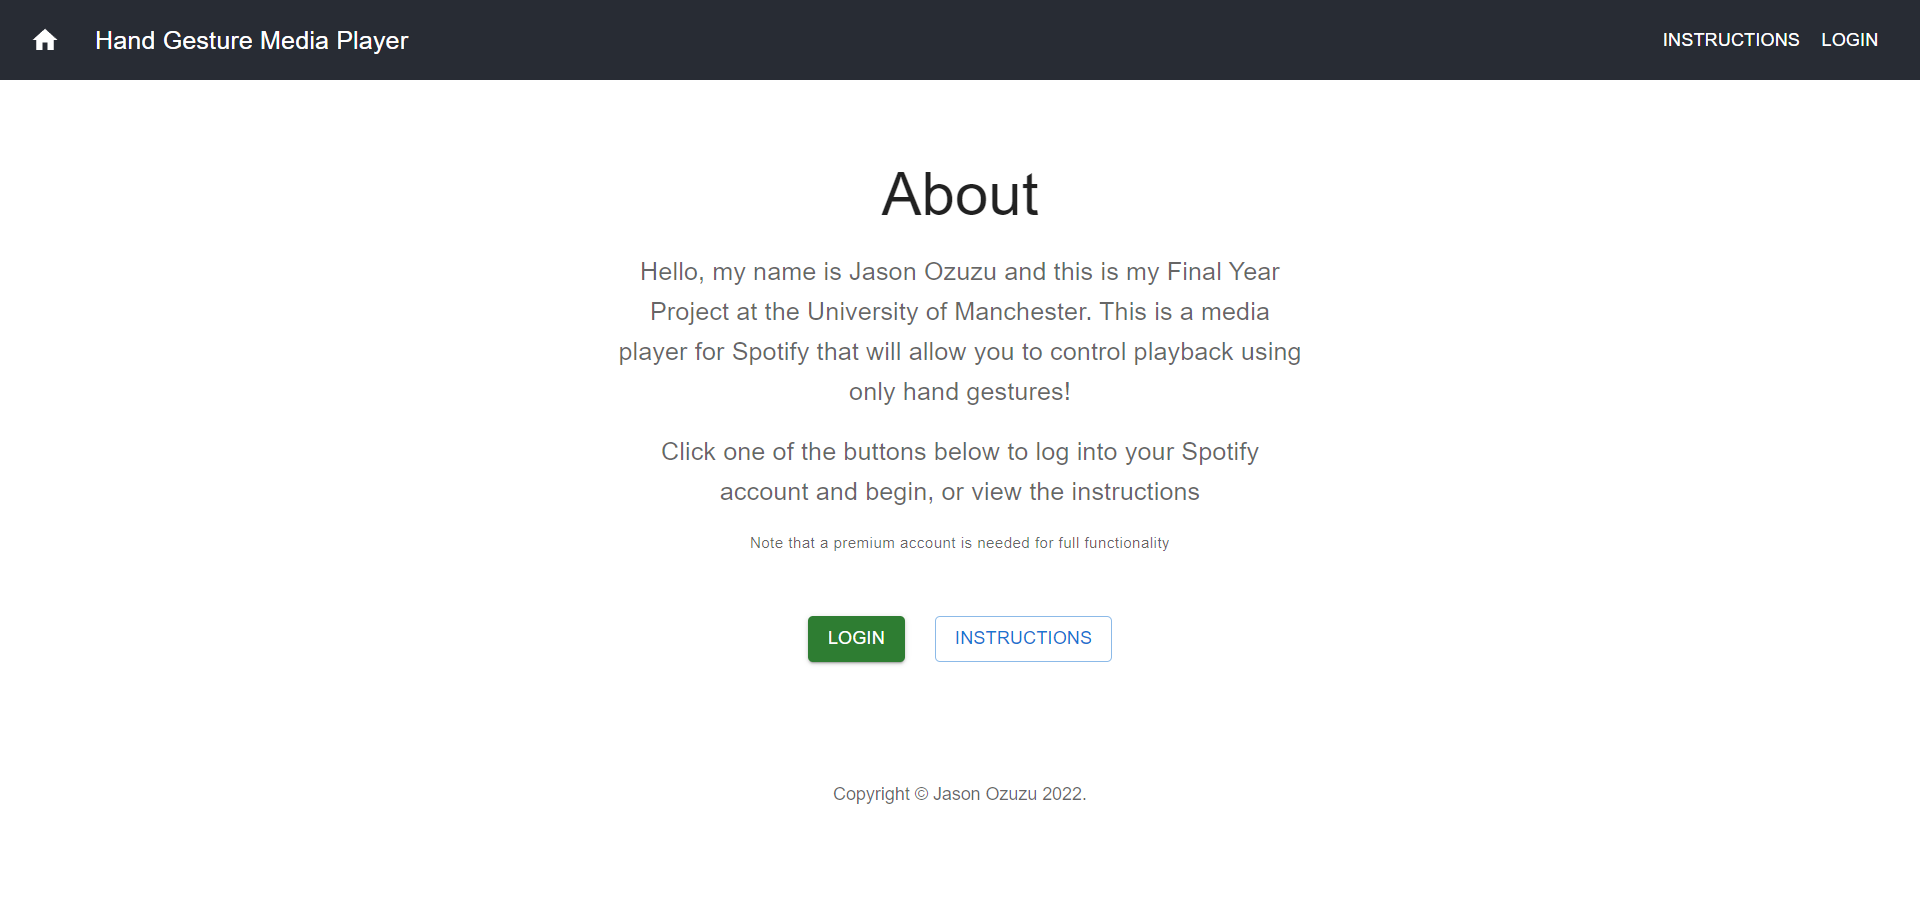 Hand Gesture Media Player
INSTRUCTIONS
LOGIN
About
Hello, my name is Jason Ozuzu and this is my Final Year
Project at the University of Manchester. This is a media
player for Spotify that will allow you to control playback using
only hand gestures!
Click one of the buttons below to log into your Spotify
account and begin, or view the instructions
Note that a premium account is needed for full functionality
LOGIN
INSTRUCTIONS
Copyright © Jason Ozuzu 2022.